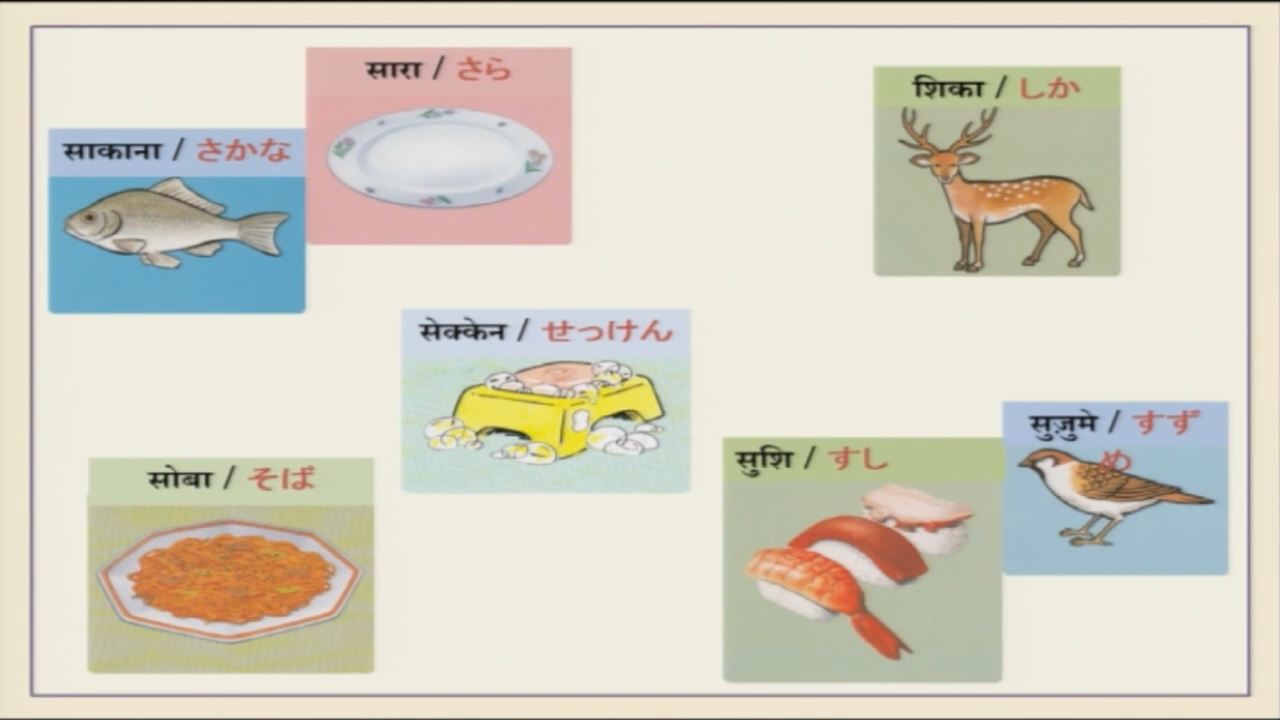 सारा / さら
शिका / しか
साकाना / さかな
सेक्केन / せっけん
सुज़ुमे / すず
め
सुशि / すし
सोबा / そば